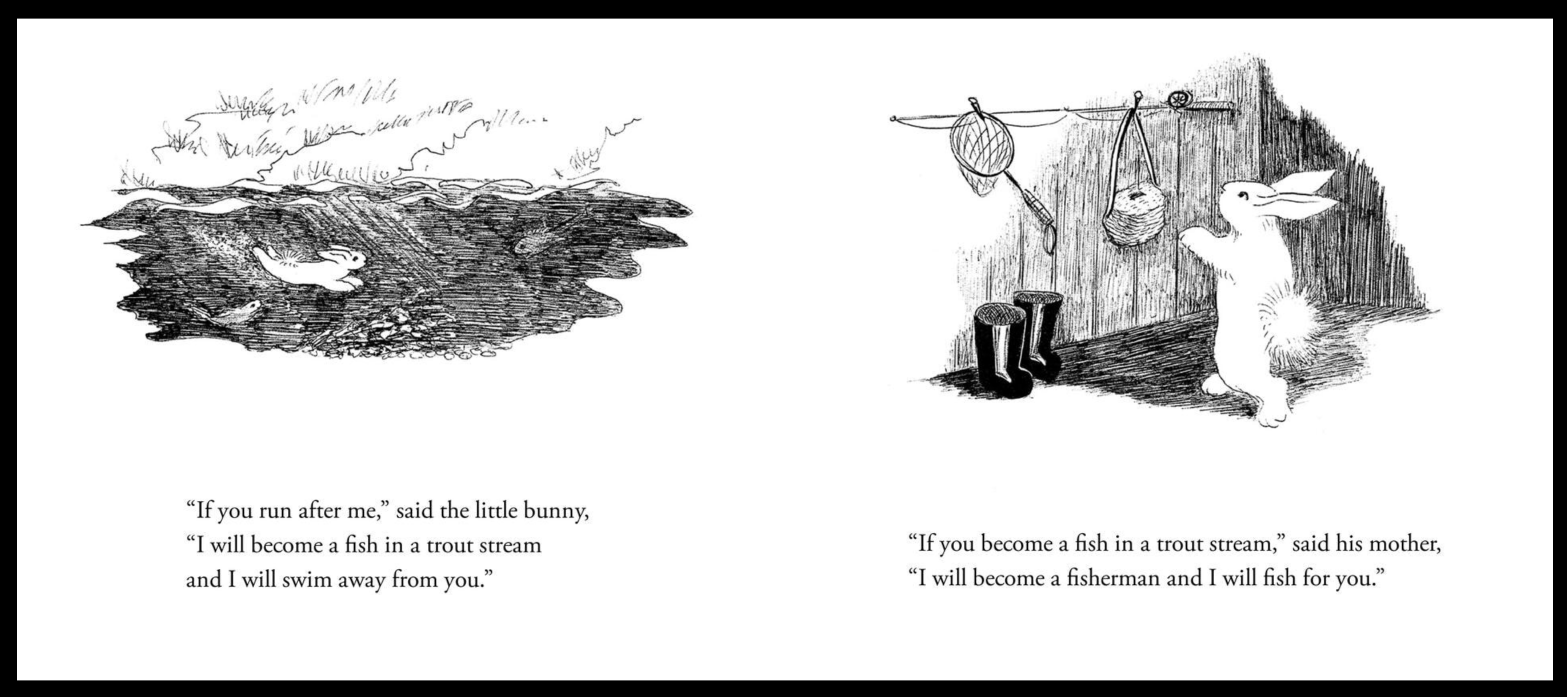 “If you run after me,” said the little bunny,
“I will become a fish in a trout stream
and I will swim away from you.”
“If you become a fish in a trout stream,” said his mother,
“I will become a fisherman and I will fish for you.”